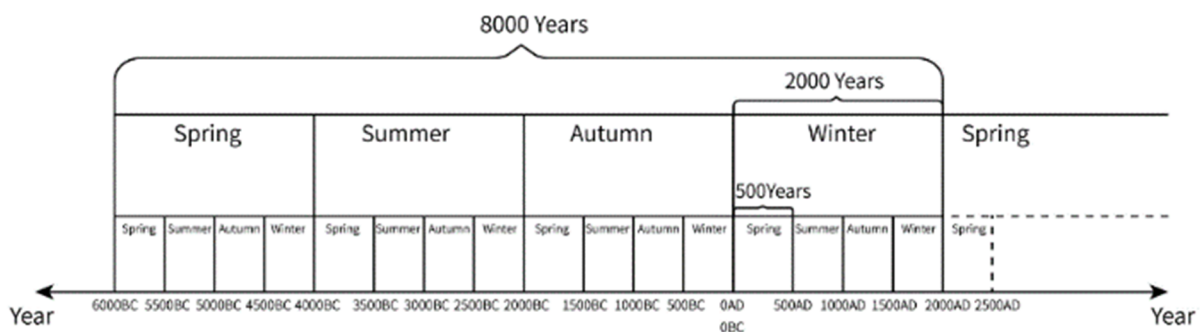 8000 Years
2000 Years
Spring Summer Autumn Winter Spring
500Years
Spring Summer Autumn Winter Spring Summer Autumn Winter Spring Summer Autumn Winter Spring Summer Autumn Winter Spring
6000BC 5500BC 5000BC 4500BC 4000BC 3500BC 3000BC 2500BC 2000BC 1500BC 1000BC 500BC 0AD 500AD 1000AD 1500AD 2000AD 2500AD
Year Year
0BC